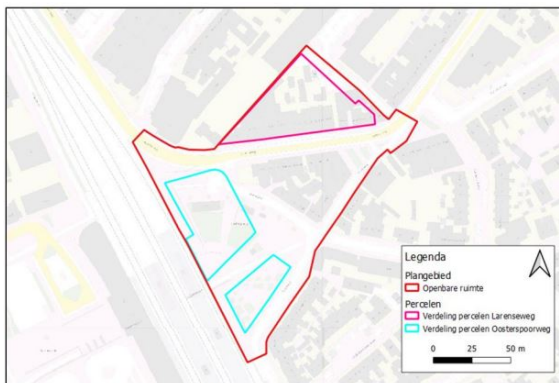 Legenda
Plangebied
Openbare ruimte
Percelen
Verdeling percelen Larenseweg
Verdeling percelen Oosterspoorweg
0 25 50 m